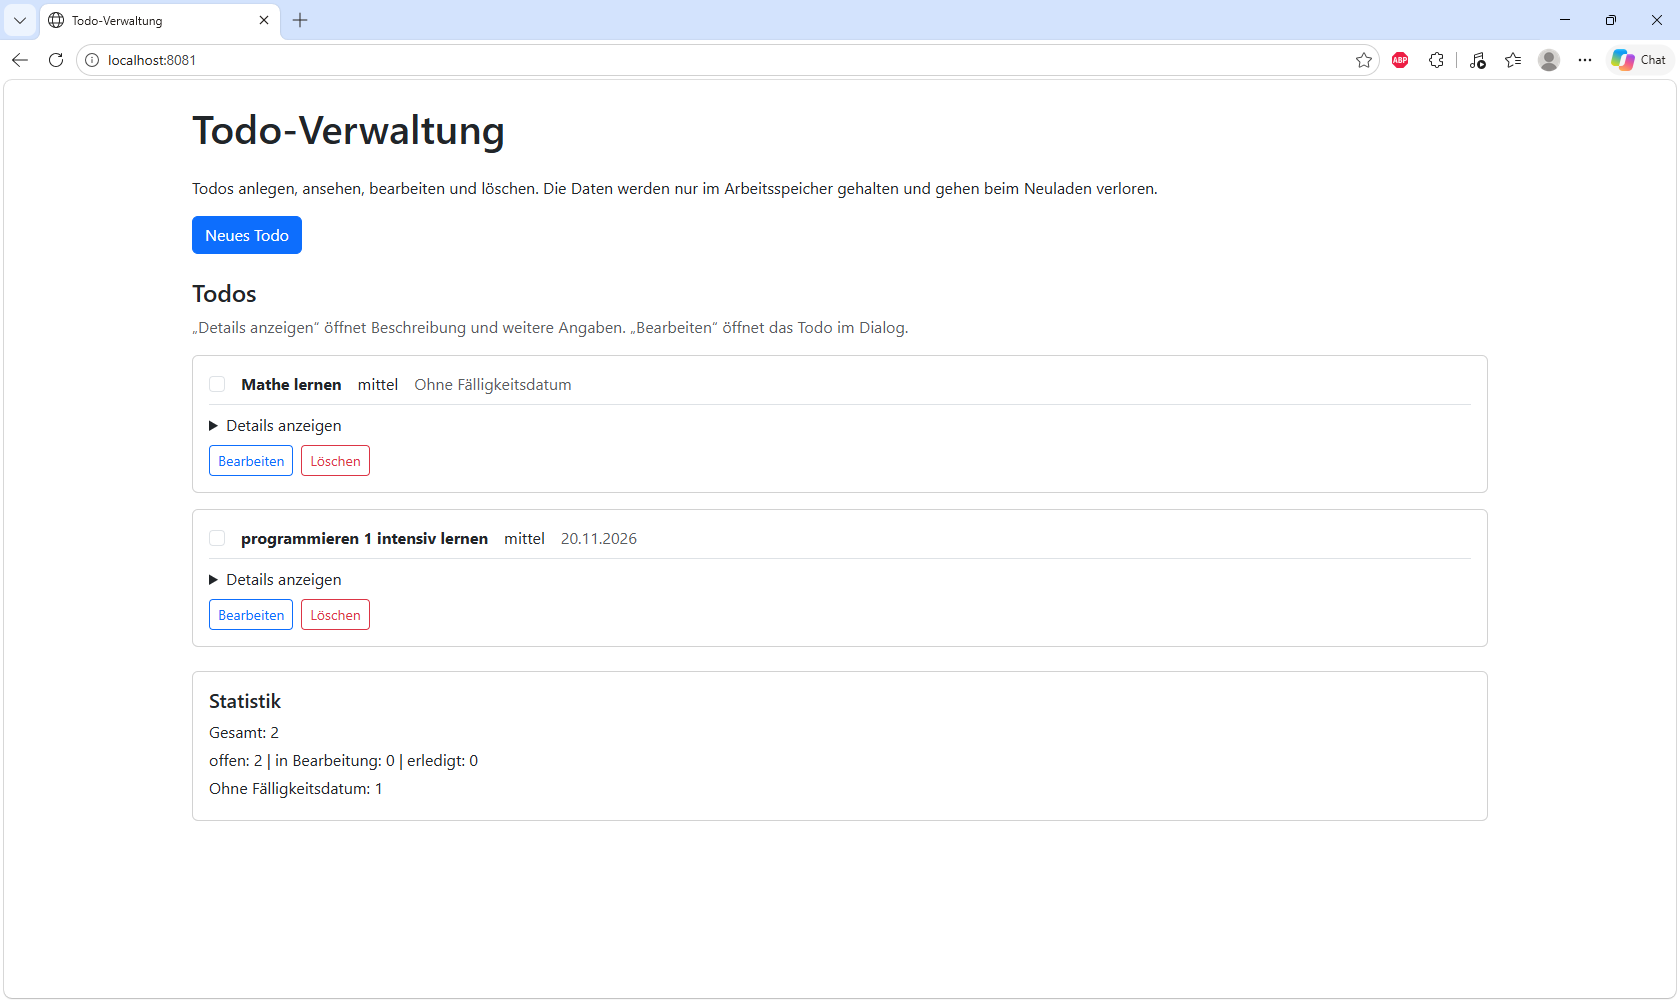 Todo-Verwaltung
localhost:8081
ABP
Chat
Todo-Verwaltung
Todos anlegen, ansehen, bearbeiten und löschen. Die Daten werden nur im Arbeitsspeicher gehalten und gehen beim Neuladen verloren.
Neues Todo
Todos
„Details anzeigen“ öffnet Beschreibung und weitere Angaben. „Bearbeiten“ öffnet das Todo im Dialog.
Mathe lernen mittel Ohne Fälligkeitsdatum
Details anzeigen
Bearbeiten Löschen
programmieren 1 intensiv lernen mittel 20.11.2026
Details anzeigen
Bearbeiten Löschen
Statistik
Gesamt: 2
offen: 2 | in Bearbeitung: 0 | erledigt: 0
Ohne Fälligkeitsdatum: 1